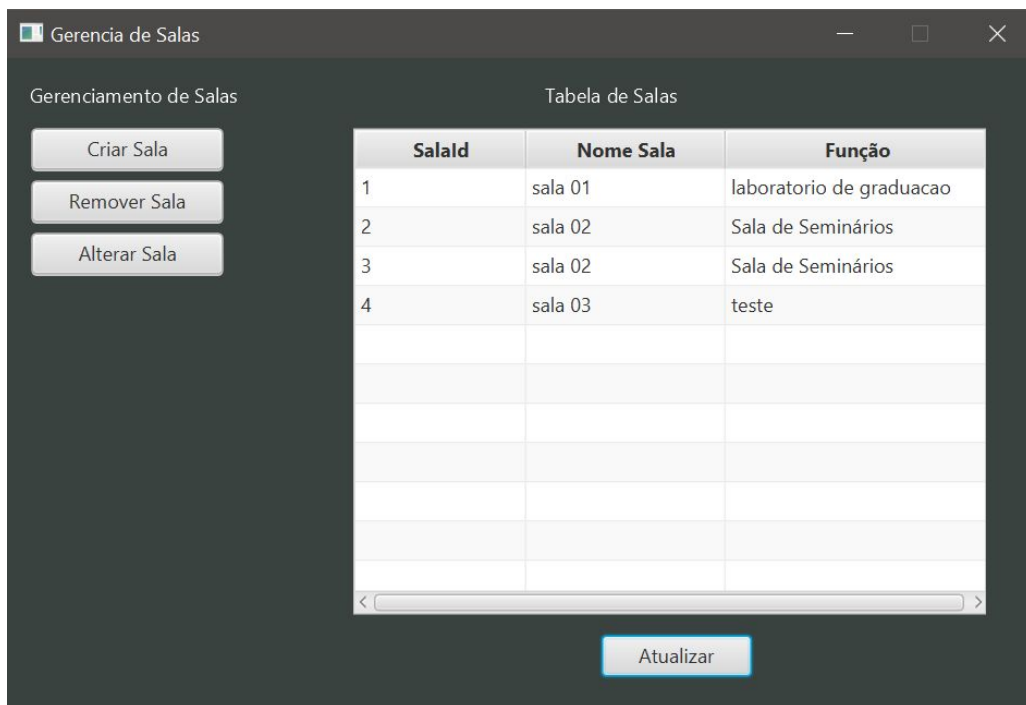 Gerencia de Salas
Gerenciamento de Salas
Criar Sala
Remover Sala
Alterar Sala
Tabela de Salas
SalaId Nome Sala Função
1 sala 01 laboratorio de graduacao
2 sala 02 Sala de Seminários
3 sala 02 Sala de Seminários
4 sala 03 teste
Atualizar